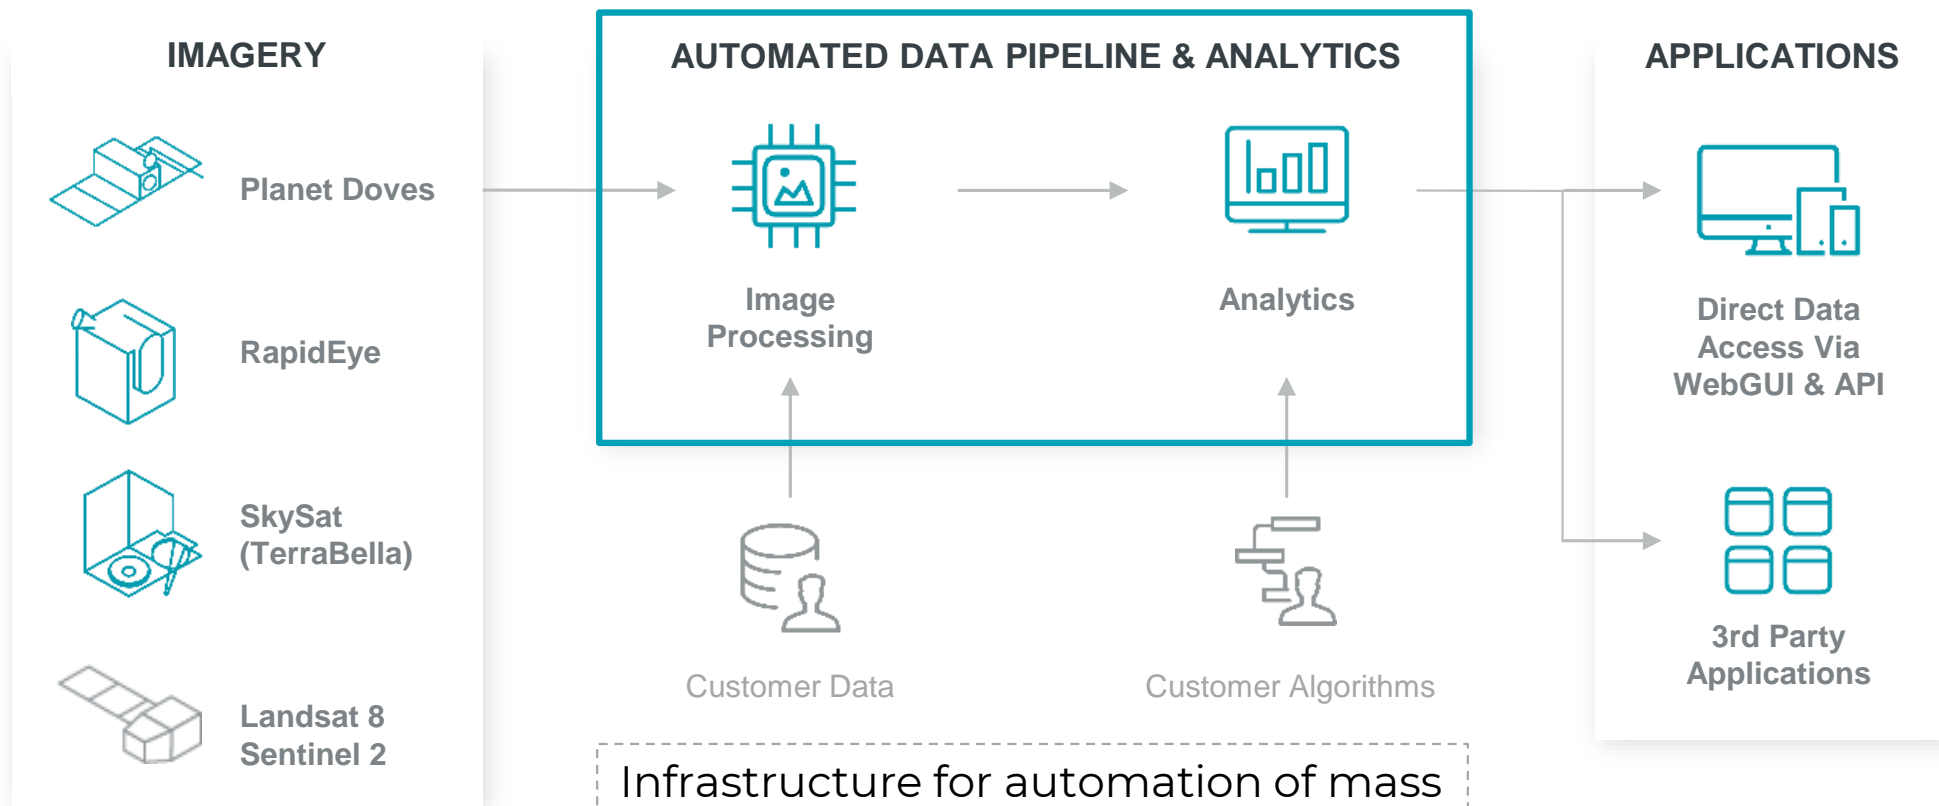 IMAGERY
Planet Doves
RapidEye
SkySat
(TerraBella)
Landsat 8
Sentinel 2
AUTOMATED DATA PIPELINE & ANALYTICS
Image
Processing
Analytics
Customer Data
Customer Algorithms
Infrastructure for automation of mass
APPLICATIONS
Direct Data
Access Via
WebGUI & API
3rd Party
Applications